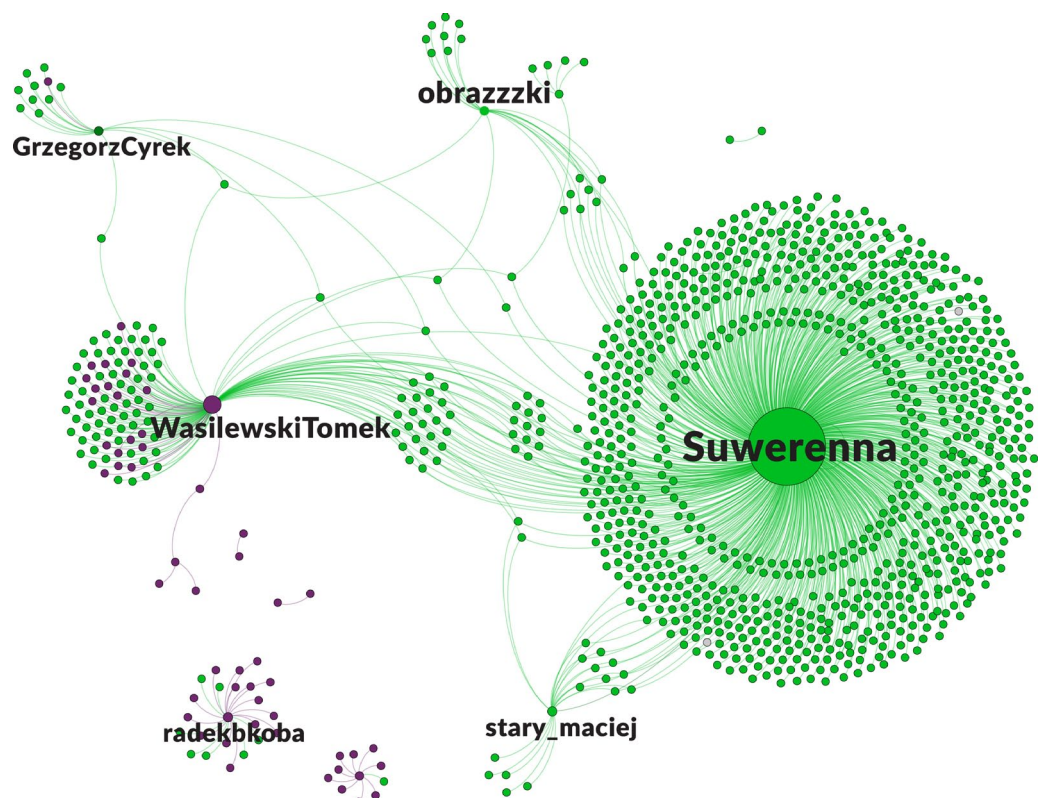 obrazzzki
GrzegorzCyrek
WasilewskiTomek
Suwerenna
radekbkoba
stary_maciej